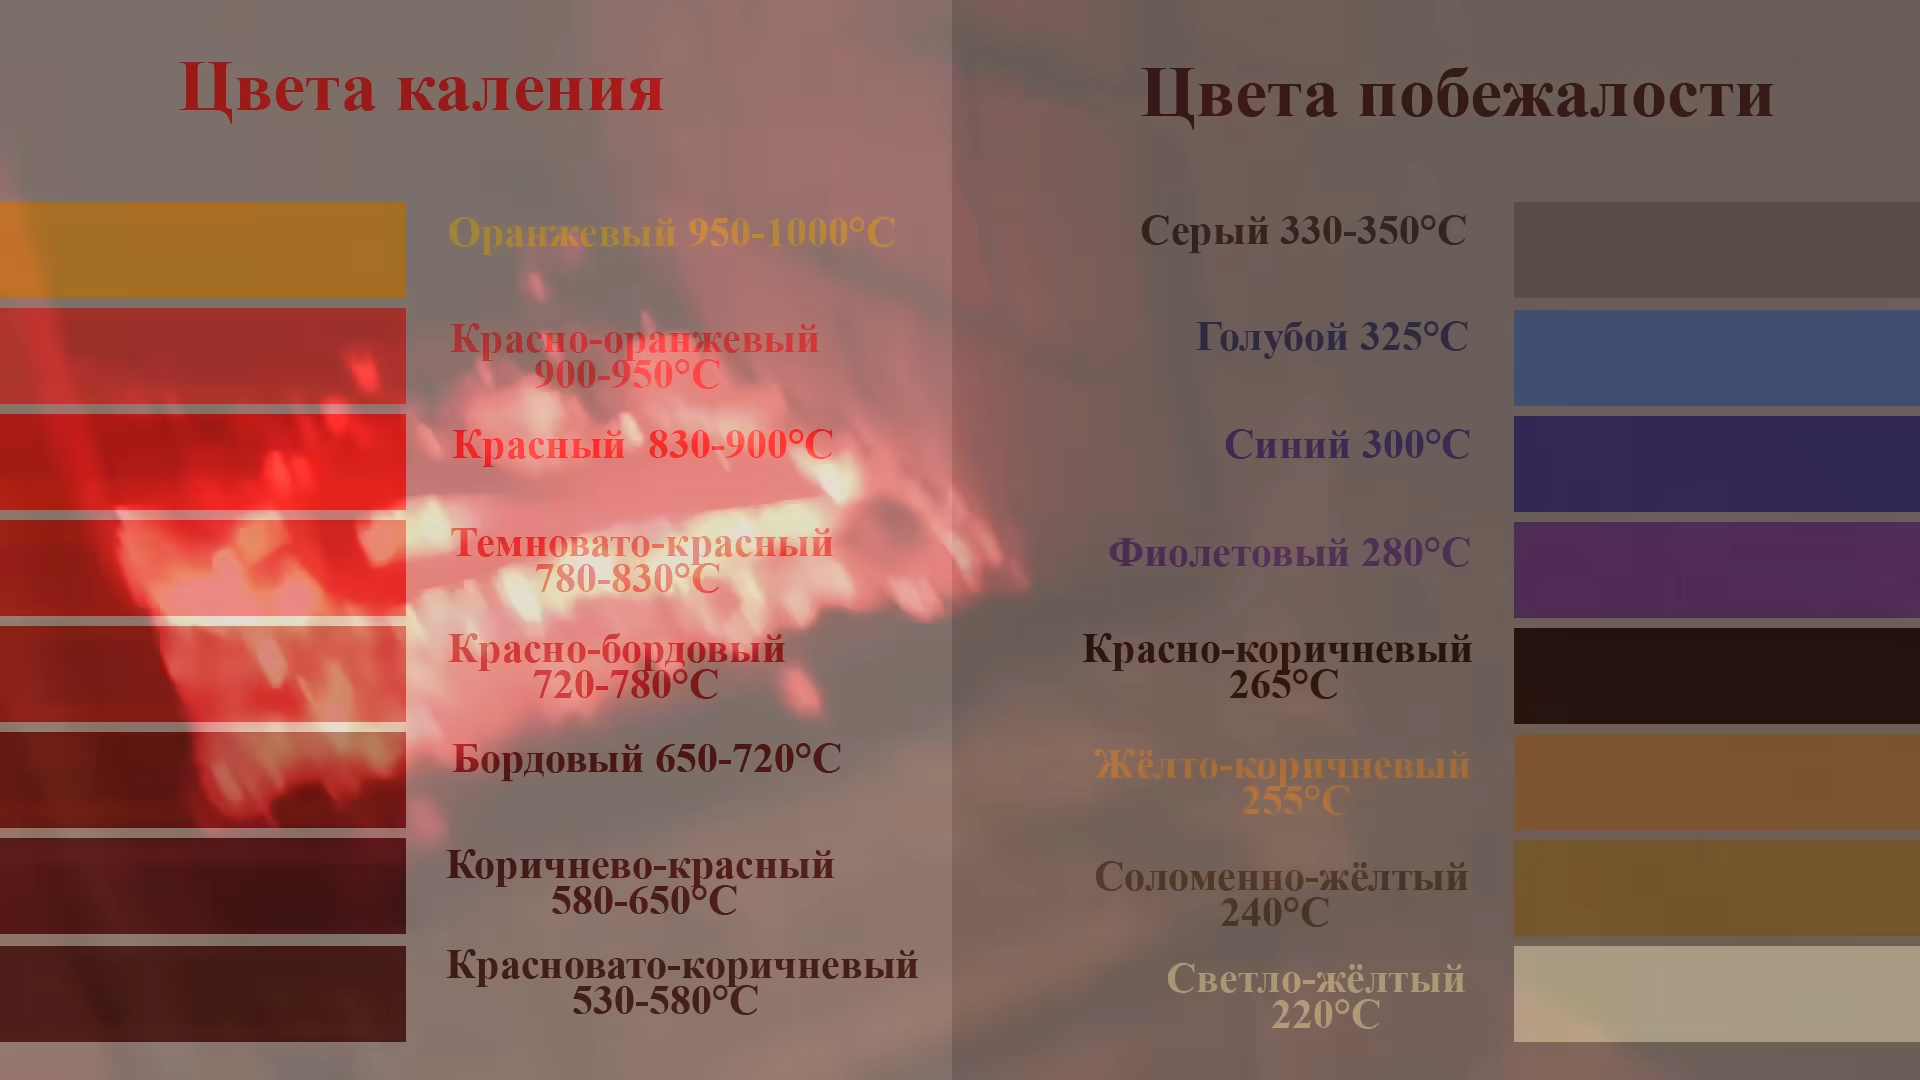 Цвета каления
Оранжевый 950-1000°C
Красно-оранжевый
900-950°C
Красный  830-900°C
Темновато-красный
780-830°C
Красно-бордовый
720-780°C
Бордовый 650-720°C
Коричнево-красный
580-650°C
Красновато-коричневый
530-580°C
Цвета побежалости
Серый 330-350°C
Голубой 325°C
Синий 300°C
Фиолетовый 280°C
Красно-коричневый
265°C
Жёлто-коричневый
255°C
Соломенно-жёлтый
240°C
Светло-жёлтый
220°C